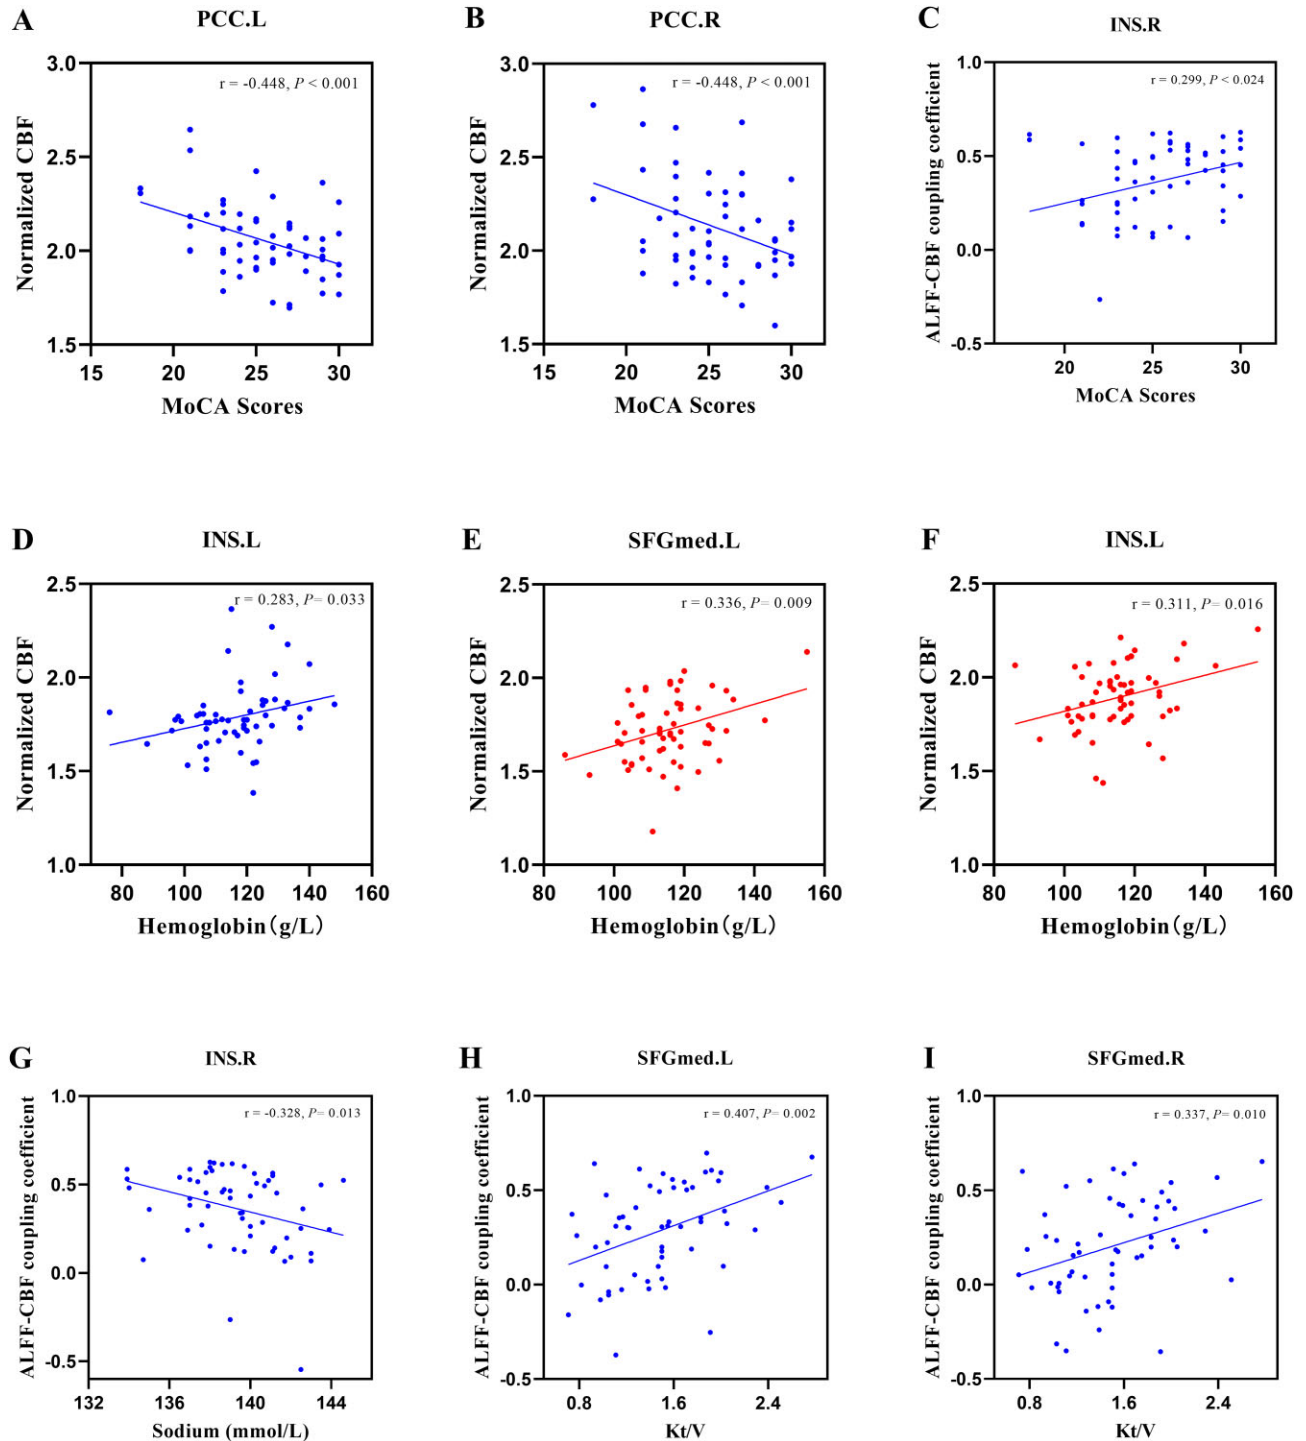 A
PCC.L
r = -0.448, P < 0.001
Normalized CBF
3.0
2.5
2.0
1.5
15 20 25 30
MoCA Scores
B
PCC.R
r = -0.448, P < 0.001
Normalized CBF
3.0
2.5
2.0
1.5
15 20 25 30
MoCA Scores
C
INS.R
r = 0.299, P < 0.024
ALFF-CBF coupling coefficient
1.0
0.5
0.0
-0.5
20 25 30
MoCA Scores
D
INS.L
r = 0.283, P= 0.033
Normalized CBF
2.5
2.0
1.5
1.0
80 100 120 140 160
Hemoglobin(g/L)
E
SFGmed.L
r = 0.336, P= 0.009
Normalized CBF
2.5
2.0
1.5
1.0
80 100 120 140 160
Hemoglobin(g/L)
F
INS.L
r = 0.311, P= 0.016
Normalized CBF
2.5
2.0
1.5
1.0
80 100 120 140 160
Hemoglobin(g/L)
G
INS.R
r = -0.328, P= 0.013
ALFF-CBF coupling coefficient
1.0
0.5
0.0
-0.5
132 136 140 144
Sodium (mmol/L)
H
SFGmed.L
r = 0.407, P= 0.002
ALFF-CBF coupling coefficient
1.0
0.5
0.0
-0.5
0.8 1.6 2.4
Kt/V
I
SFGmed.R
r = 0.337, P= 0.010
ALFF-CBF coupling coefficient
1.0
0.5
0.0
-0.5
0.8 1.6 2.4
Kt/V